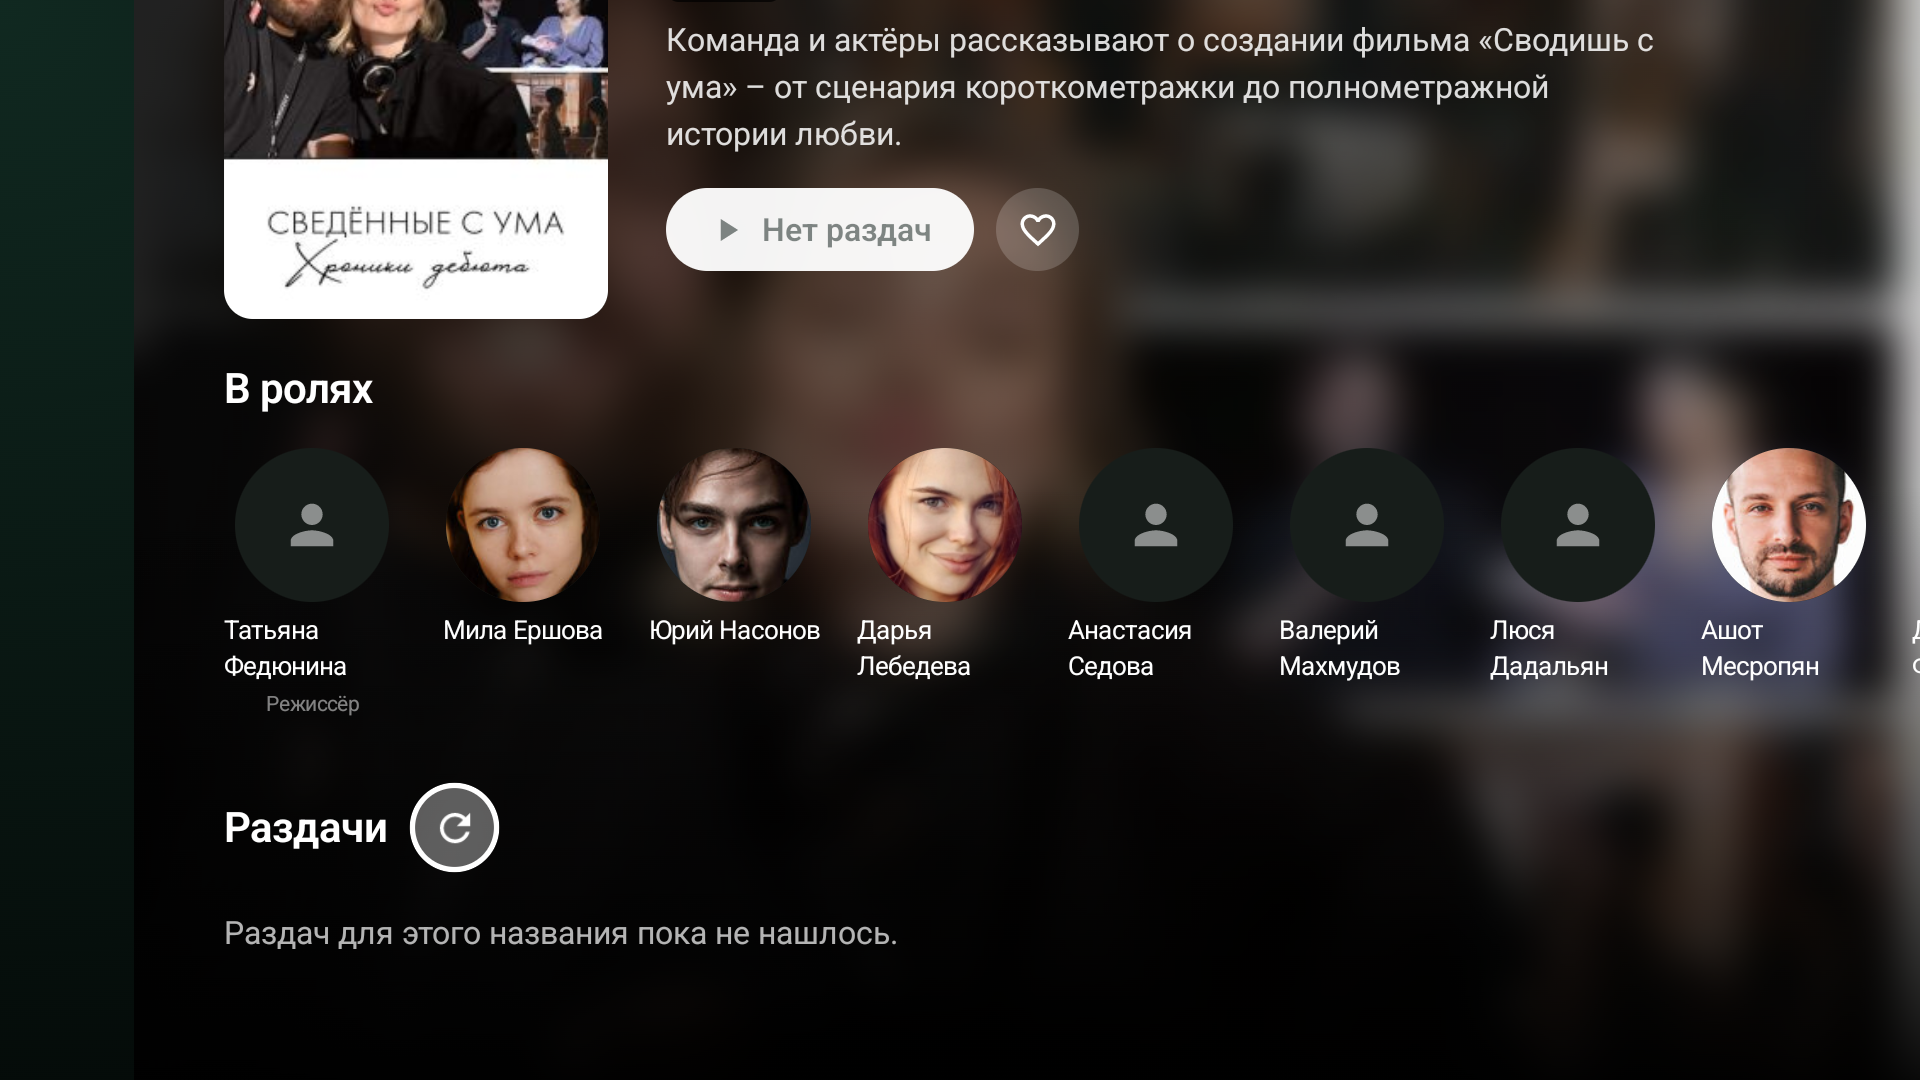 Команда и актёры рассказывают о создании фильма «Сводишь с
ума» – от сценария короткометражки до полнометражной
истории любви.
Нет раздач
СВЕДЁННЫЕ С УМА
Хроники дебюта
В ролях
Татьяна
Федюнина
Режиссёр
Мила Ершова
Юрий Насонов
Дарья
Лебедева
Анастасия
Седова
Валерий
Махмудов
Люся
Дадальян
Ашот
Месропян
Раздачи
Раздач для этого названия пока не нашлось.